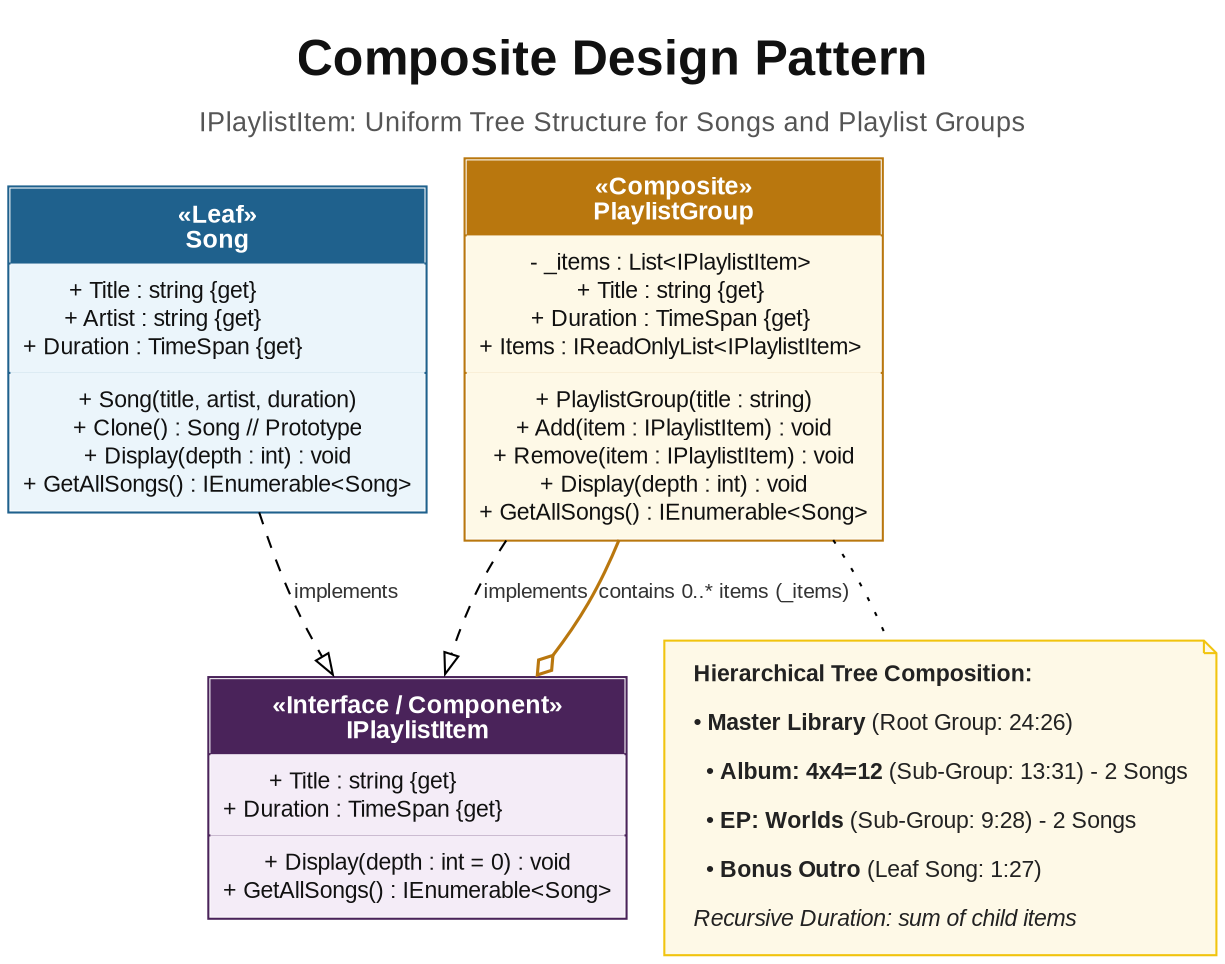 Composite Design Pattern
IPlaylistItem: Uniform Tree Structure for Songs and Playlist Groups
«Leaf»
Song
+ Title : string {get}
+ Artist : string {get}
+ Duration : TimeSpan {get}
+ Song(title, artist, duration)
+ Clone() : Song // Prototype
+ Display(depth : int) : void
+ GetAllSongs() : IEnumerable<Song>
«Composite»
PlaylistGroup
- _items : List<IPlaylistItem>
+ Title : string {get}
+ Duration : TimeSpan {get}
+ Items : IReadOnlyList<IPlaylistItem>
+ PlaylistGroup(title : string)
+ Add(item : IPlaylistItem) : void
+ Remove(item : IPlaylistItem) : void
+ Display(depth : int) : void
+ GetAllSongs() : IEnumerable<Song>
implements
implements
contains 0..* items (_items)
«Interface / Component»
IPlaylistItem
+ Title : string {get}
+ Duration : TimeSpan {get}
+ Display(depth : int = 0) : void
+ GetAllSongs() : IEnumerable<Song>
Hierarchical Tree Composition:
• Master Library (Root Group: 24:26)
• Album: 4x4=12 (Sub-Group: 13:31) - 2 Songs
• EP: Worlds (Sub-Group: 9:28) - 2 Songs
• Bonus Outro (Leaf Song: 1:27)
Recursive Duration: sum of child items